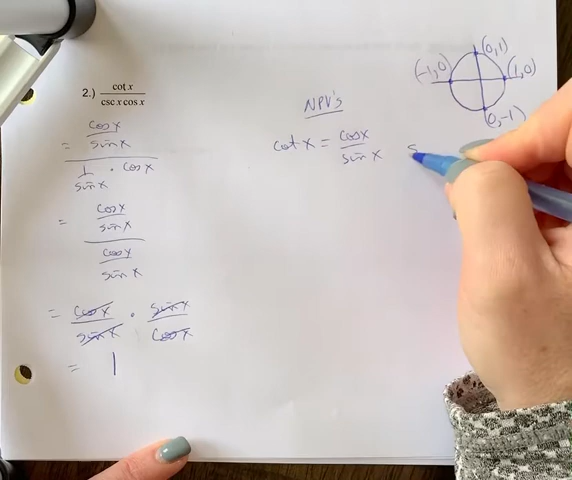 2.) cot x / csc x cos x
= cos x / sin x / 1 / sin x · cos x
= cos x / sin x / cos x / sin x
= cos x / sin x · sin x / cos x
= 1
NPV's
cot x = cos x / sin x s
(0,1)
(-1,0) (1,0)
(0,-1)